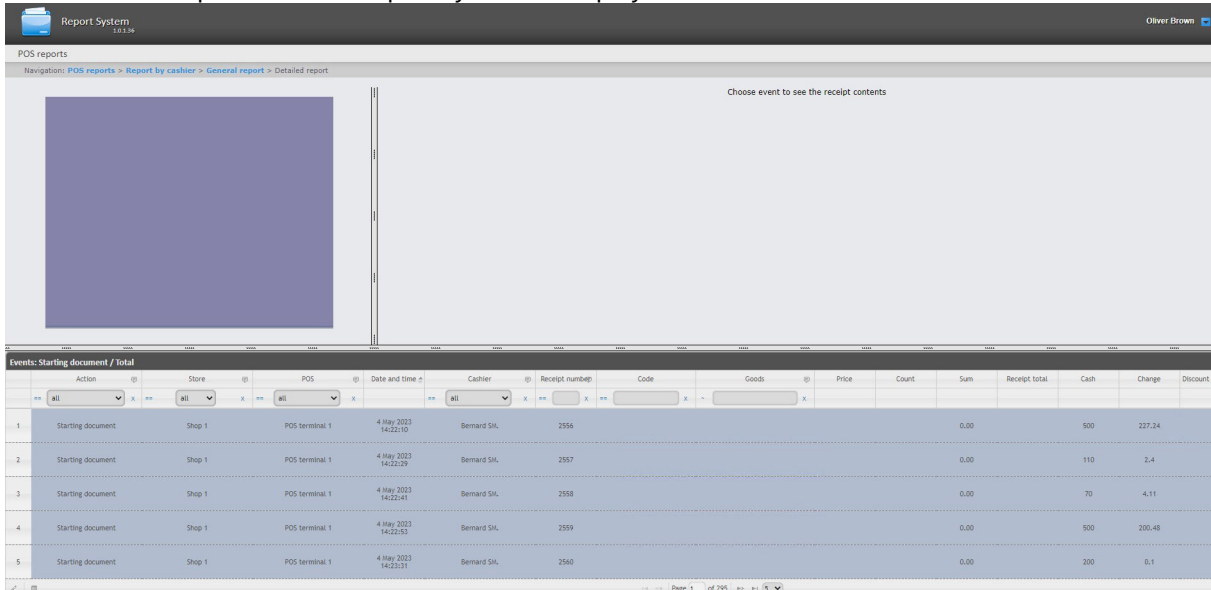 Report System
1.0.1.36
Oliver Brown
POS reports
Navigation: POS reports > Report by cashier > General report > Detailed report
Choose event to see the receipt contents
Events: Starting document / Total
Action Store POS Date and time Cashier Receipt number Code Goods Price Count Sum Receipt total Cash Change Discount
== all x == all x == all x == all x == x == x ~ x
1 Starting document Shop 1 POS terminal 1 4 May 2023 14:22:10 Bernard SM. 2556 0.00 500 227.24
2 Starting document Shop 1 POS terminal 1 4 May 2023 14:22:29 Bernard SM. 2557 0.00 110 2.4
3 Starting document Shop 1 POS terminal 1 4 May 2023 14:22:41 Bernard SM. 2558 0.00 70 4.11
4 Starting document Shop 1 POS terminal 1 4 May 2023 14:22:53 Bernard SM. 2559 0.00 500 200.48
5 Starting document Shop 1 POS terminal 1 4 May 2023 14:23:31 Bernard SM. 2560 0.00 200 0.1
Page 1 of 295 5